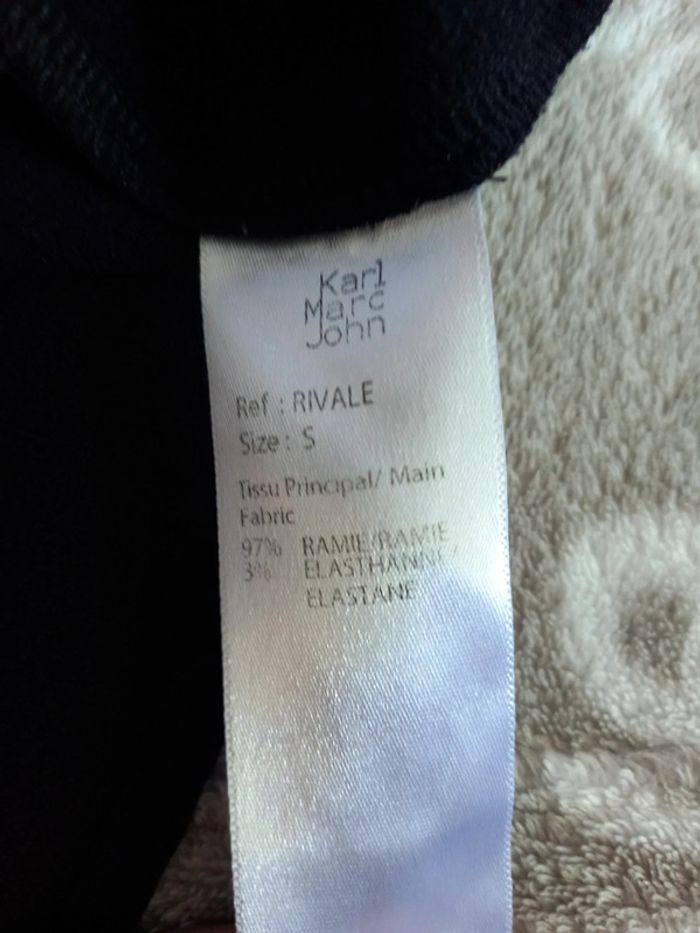 Karl
Marc
John
Ref : RIVALE
Size : S
Tissu Principal/ Main
Fabric
97% RAMIE/RAMIE
3% ELASTHANNE/
ELASTANE